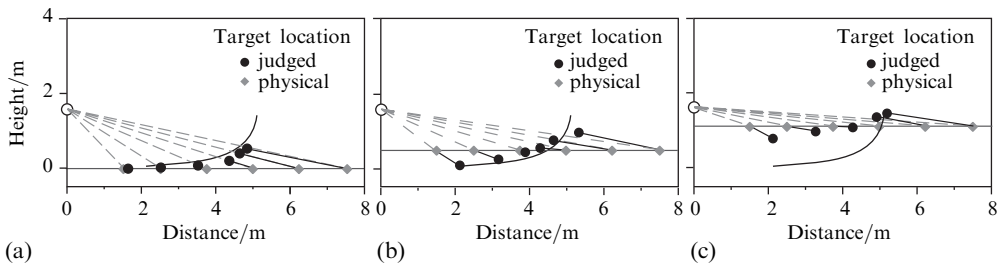 4
2
0
Height/m
Target location
judged
physical
0 2 4 6 8
Distance/m
(a)
Target location
judged
physical
0 2 4 6 8
Distance/m
(b)
Target location
judged
physical
0 2 4 6 8
Distance/m
(c)